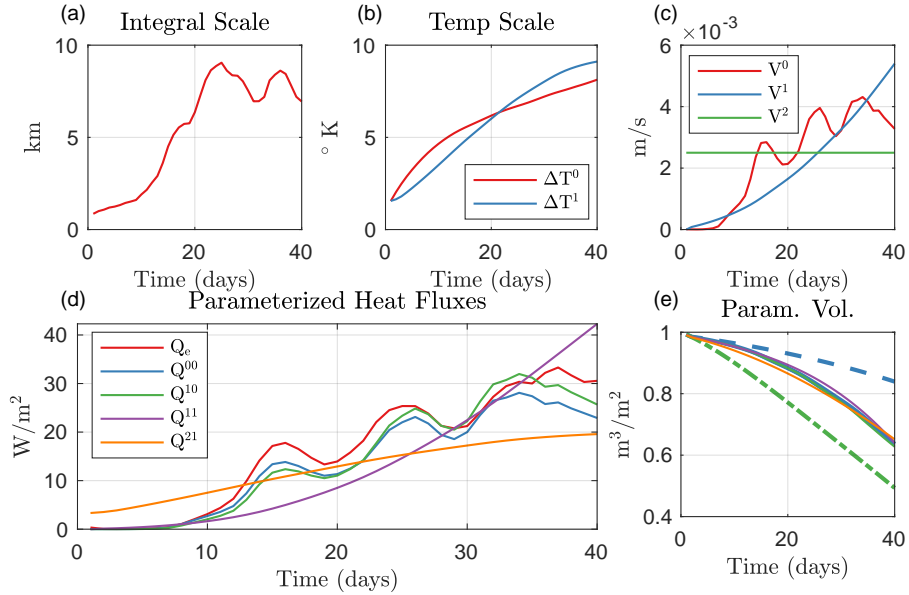 (a)
Integral Scale
10
5
0
km
0
20
40
Time (days)
(b)
Temp Scale
10
5
0
° K
ΔT⁰
ΔT¹
0
20
40
Time (days)
(c)
×10⁻³
6
4
2
0
m/s
V⁰
V¹
V²
0
20
40
Time (days)
(d)
Parameterized Heat Fluxes
40
30
20
10
0
W/m²
Qₑ
Q⁰⁰
Q¹⁰
Q¹¹
Q²¹
0
10
20
30
40
Time (days)
(e)
Param. Vol.
1
0.8
0.6
0.4
m³/m²
0
20
40
Time (days)